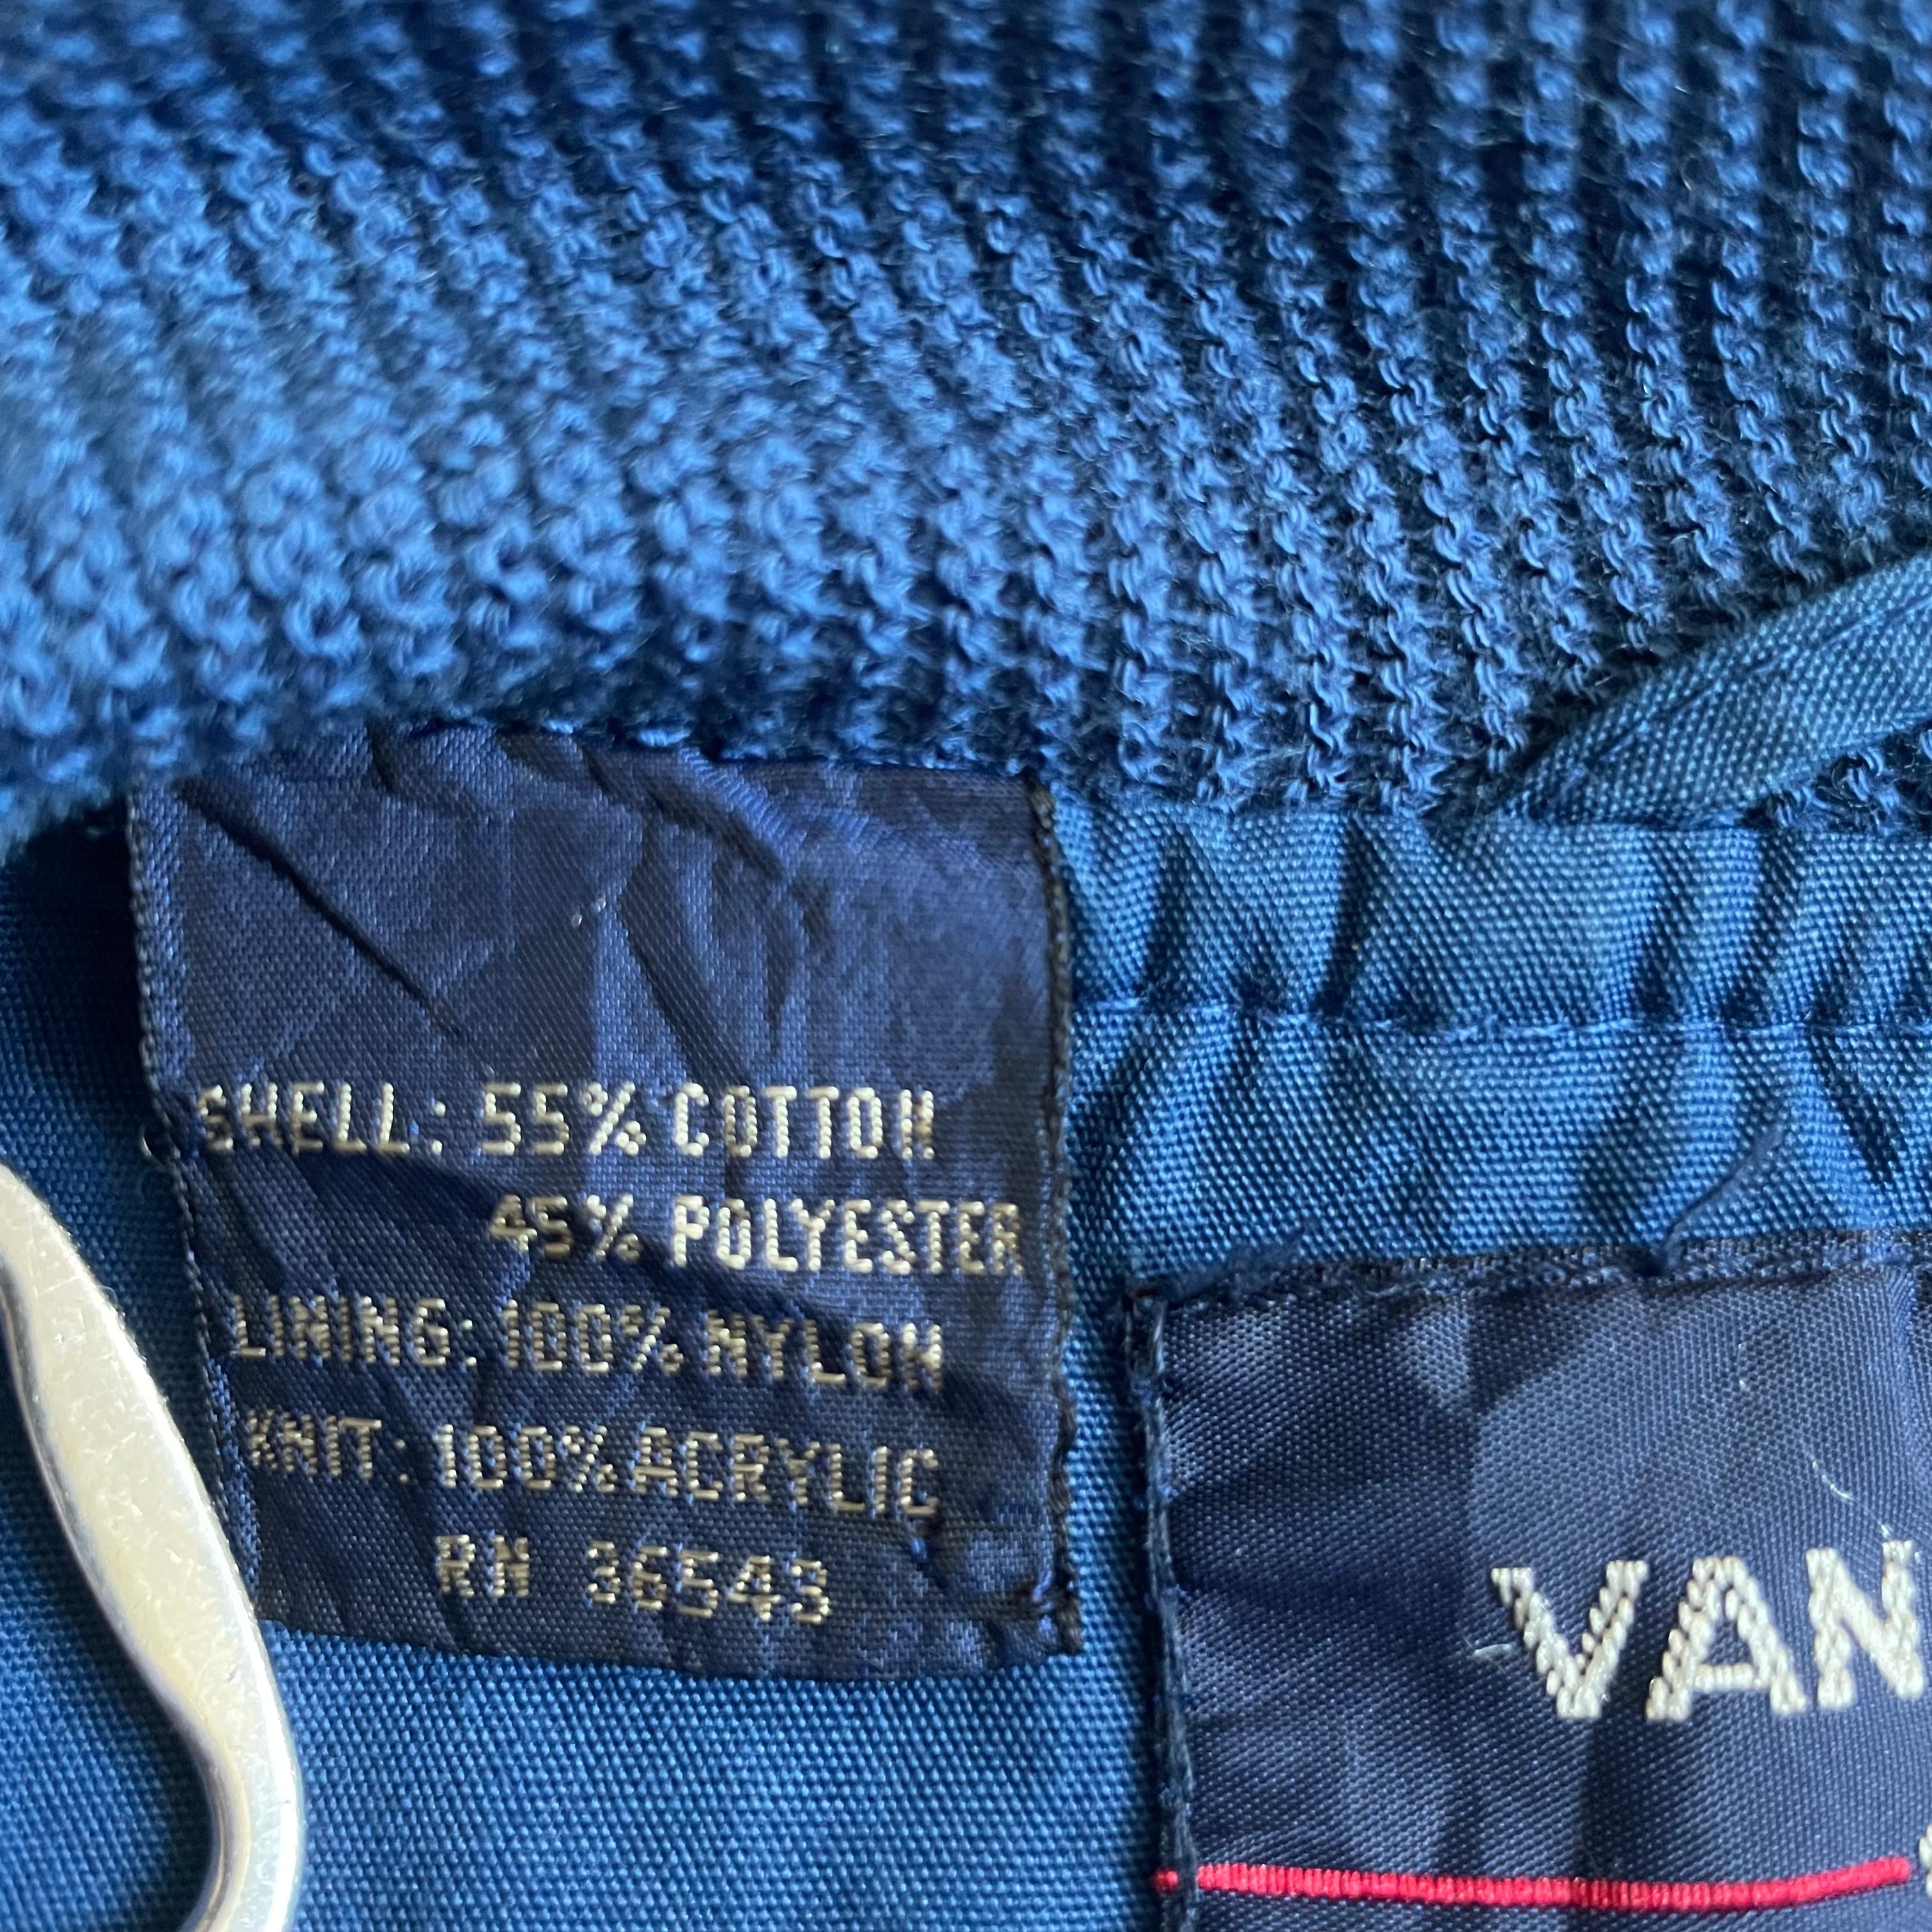 SHELL: 55% COTTON
45% POLYESTER
LINING: 100% NYLON
KNIT: 100% ACRYLIC
RN 36543
VAN